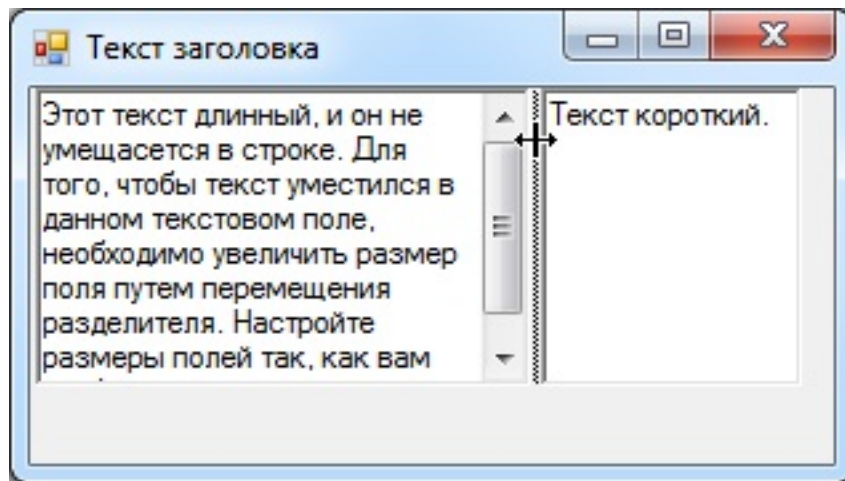 Текст заголовка
Этот текст длинный, и он не
умещасется в строке. Для
того, чтобы текст уместился в
данном текстовом поле,
необходимо увеличить размер
поля путем перемещения
разделителя. Настройте
размеры полей так, как вам
Текст короткий.